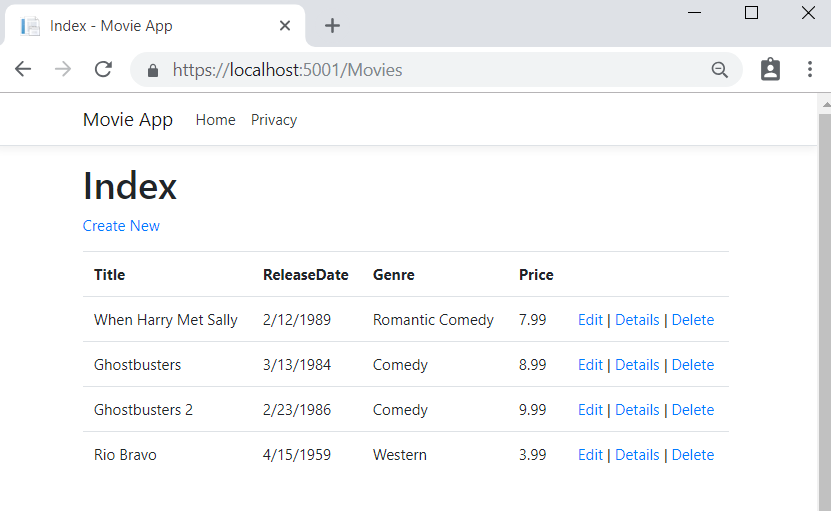 Index - Movie App
https://localhost:5001/Movies
Movie App Home Privacy
Index
Create New
Title ReleaseDate Genre Price
When Harry Met Sally 2/12/1989 Romantic Comedy 7.99 Edit | Details | Delete
Ghostbusters 3/13/1984 Comedy 8.99 Edit | Details | Delete
Ghostbusters 2 2/23/1986 Comedy 9.99 Edit | Details | Delete
Rio Bravo 4/15/1959 Western 3.99 Edit | Details | Delete